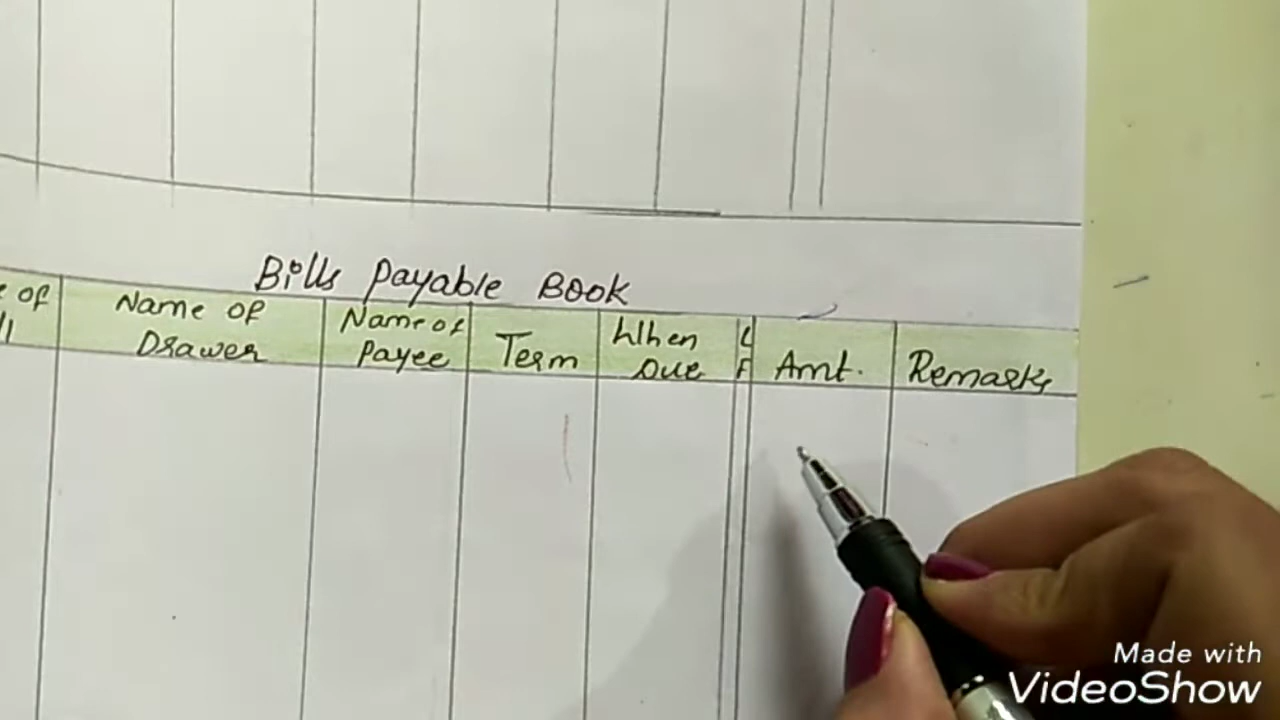 Bills Payable Book
Name of
Drawer
Name of
Payee
Term
When
Due
L
F
Amt.
Remarks
Made with
VideoShow